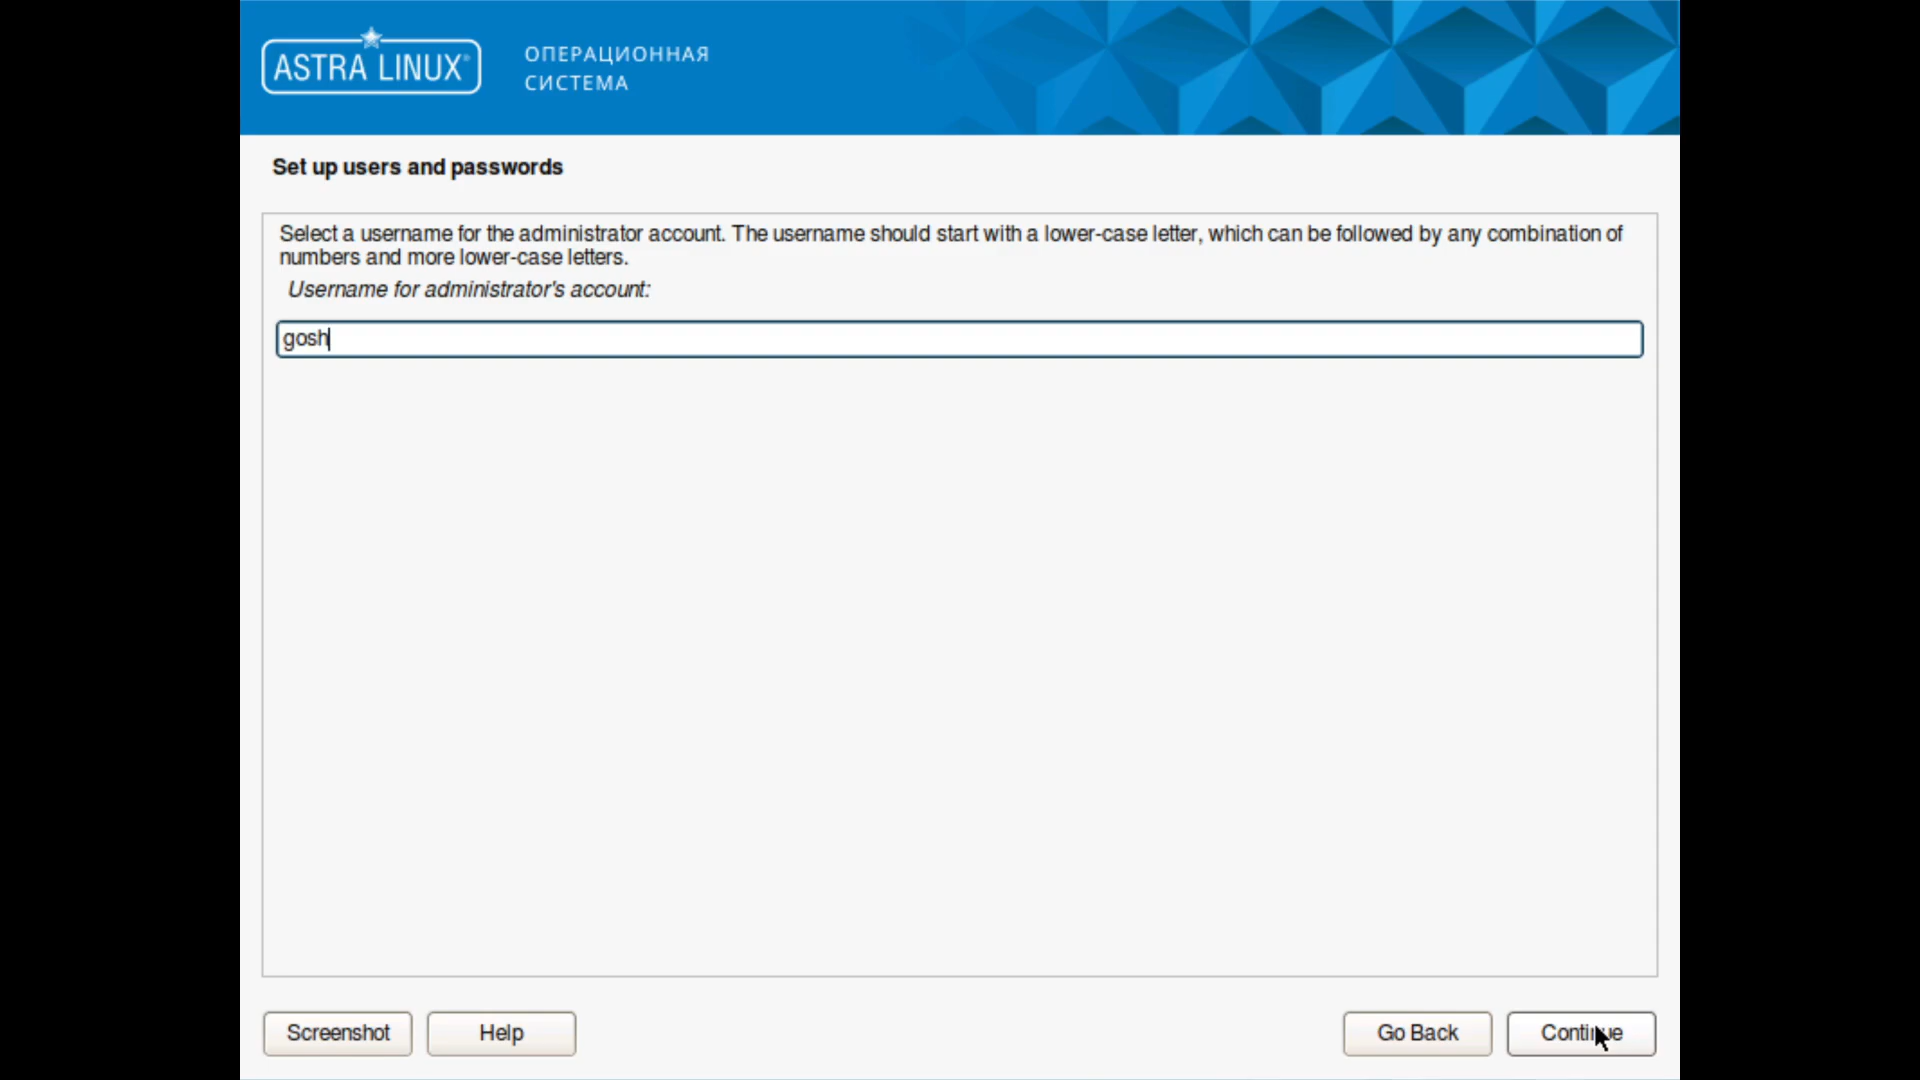 ASTRA LINUX®
ОПЕРАЦИОННАЯ
СИСТЕМА
Set up users and passwords
Select a username for the administrator account. The username should start with a lower-case letter, which can be followed by any combination of
numbers and more lower-case letters.
Username for administrator's account:
gosh
Screenshot
Help
Go Back
Continue